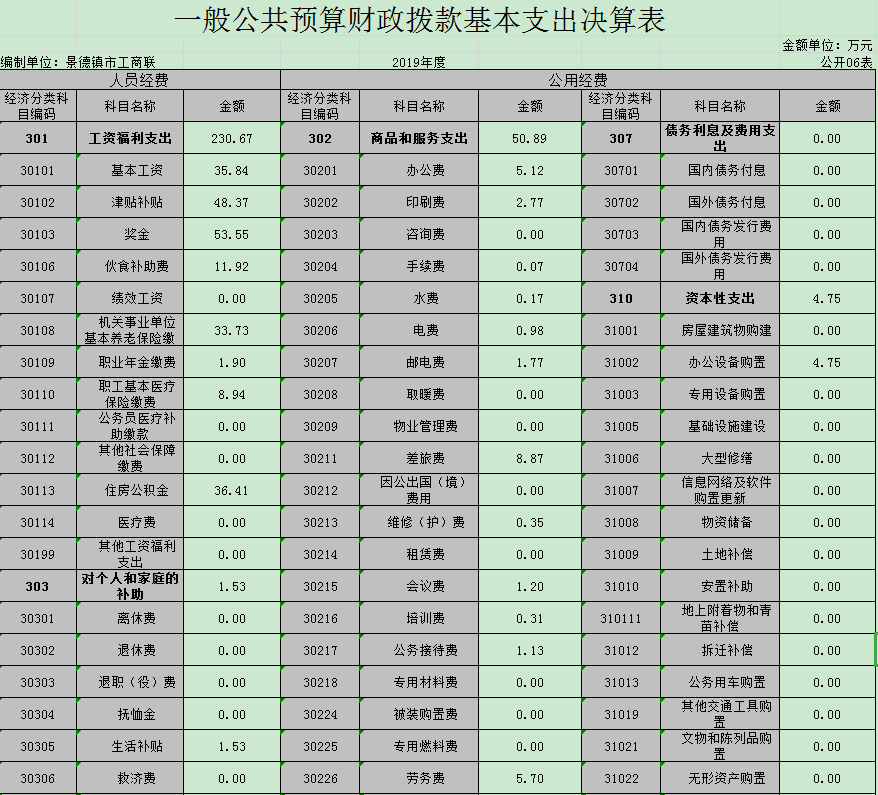 一般公共预算财政拨款基本支出决算表
金额单位：万元
编制单位：景德镇市工商联 2019年度 公开06表
人员经费 公用经费
经济分类科目编码 科目名称 金额 经济分类科目编码 科目名称 金额 经济分类科目编码 科目名称 金额
301 工资福利支出 230.67 302 商品和服务支出 50.89 307 债务利息及费用支出 0.00
30101 基本工资 35.84 30201 办公费 5.12 30701 国内债务付息 0.00
30102 津贴补贴 48.37 30202 印刷费 2.77 30702 国外债务付息 0.00
30103 奖金 53.55 30203 咨询费 0.00 30703 国内债务发行费用 0.00
30106 伙食补助费 11.92 30204 手续费 0.07 30704 国外债务发行费用 0.00
30107 绩效工资 0.00 30205 水费 0.17 310 资本性支出 4.75
30108 机关事业单位基本养老保险缴 33.73 30206 电费 0.98 31001 房屋建筑物购建 0.00
30109 职业年金缴费 1.90 30207 邮电费 1.77 31002 办公设备购置 4.75
30110 职工基本医疗保险缴费 8.94 30208 取暖费 0.00 31003 专用设备购置 0.00
30111 公务员医疗补助缴款 0.00 30209 物业管理费 0.00 31005 基础设施建设 0.00
30112 其他社会保障缴费 0.00 30211 差旅费 8.87 31006 大型修缮 0.00
30113 住房公积金 36.41 30212 因公出国（境）费用 0.00 31007 信息网络及软件购置更新 0.00
30114 医疗费 0.00 30213 维修（护）费 0.35 31008 物资储备 0.00
30199 其他工资福利支出 0.00 30214 租赁费 0.00 31009 土地补偿 0.00
303 对个人和家庭的补助 1.53 30215 会议费 1.20 31010 安置补助 0.00
30301 离休费 0.00 30216 培训费 0.31 310111 地上附着物和青苗补偿 0.00
30302 退休费 0.00 30217 公务接待费 1.13 31012 拆迁补偿 0.00
30303 退职（役）费 0.00 30218 专用材料费 0.00 31013 公务用车购置 0.00
30304 抚恤金 0.00 30224 被装购置费 0.00 31019 其他交通工具购置 0.00
30305 生活补贴 1.53 30225 专用燃料费 0.00 31021 文物和陈列品购置 0.00
30306 救济费 0.00 30226 劳务费 5.70 31022 无形资产购置 0.00